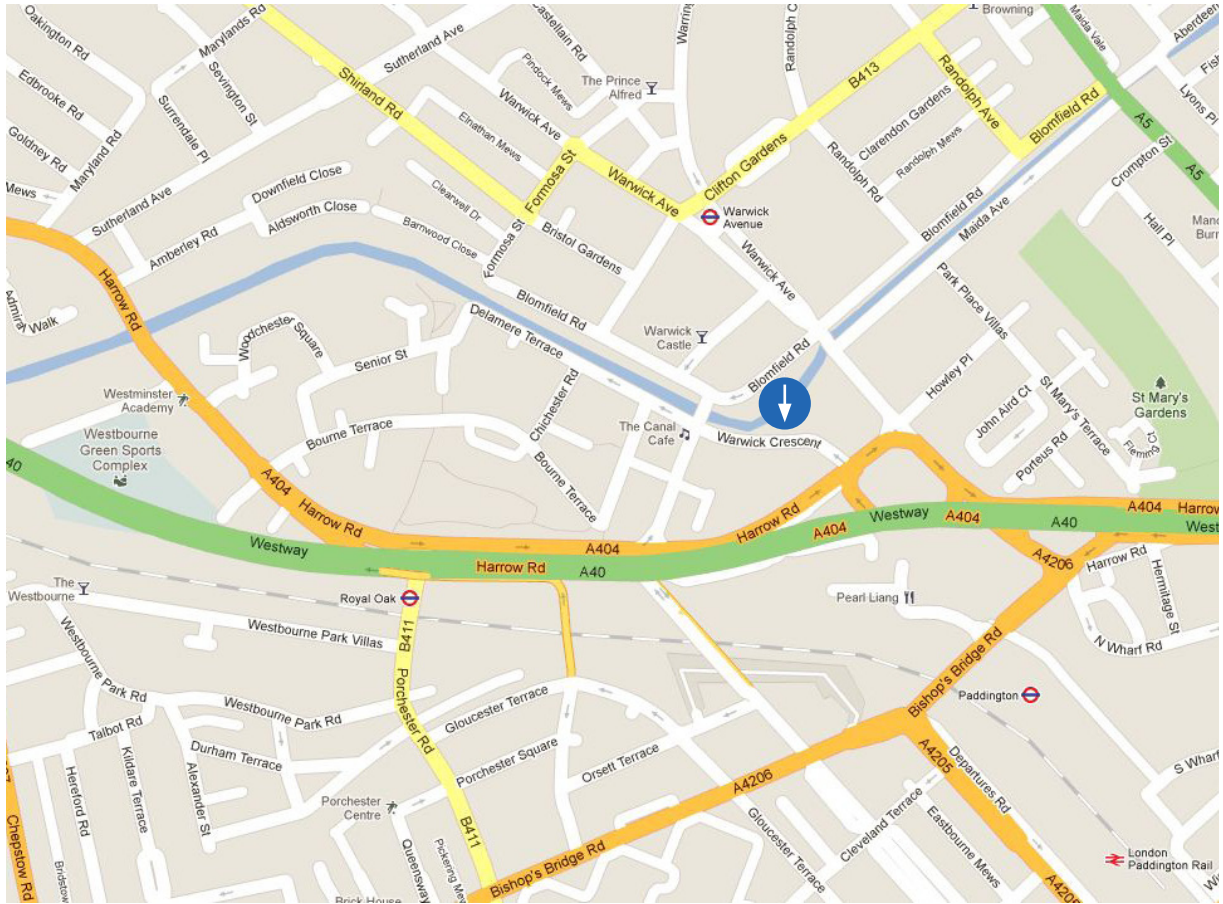 Oakington Rd
Marylands Rd
Sutherland Ave
Castellain Rd
Browning
Maida Vale
Edbrooke Rd
Sevington St
Shirland Rd
Pindock Mews
The Prince
Alfred
B413
Randolph Ave
Surrendale Pl
Warwick Ave
Elnathan Mews
Clarendon Gardens
Blomfield Rd
Lyons Pl
A5
Goldney Rd
Maryland Rd
Formosa St
Clifton Gardens
Randolph Mews
Crompton St
A5
Mews
Sutherland Ave
Downfield Close
Clearwell Dr
Warwick Ave
Randolph Rd
Aldsworth Close
Barnwood Close
Warwick
Avenue
Blomfield Rd
Maida Ave
Hall Pl
Amberley Rd
Formosa St
Bristol Gardens
Warwick Ave
Harrow Rd
Blomfield Rd
Park Place Villas
Walk
Woodchester Square
Delamere Terrace
Warwick
Castle
Senior St
Blomfield Rd
Howley Pl
Westminster
Academy
Chichester Rd
St Mary's Terrace
St Mary's
Gardens
John Aird Ct
Westbourne
Green Sports
Complex
Bourne Terrace
The Canal
Cafe
Warwick Crescent
Porteus Rd
Fleming Ct
A40
A404
Bourne Terrace
Harrow Rd
Harrow Rd
A404
Westway
A404
A404
Harrow
Westway
A404
A40
West
Harrow Rd
A40
A4206
Harrow Rd
The
Westbourne
Royal Oak
Pearl Liang
Hermitage St
Westbourne Park Villas
B411
N Wharf Rd
Westbourne Park Rd
Porchester Rd
Bishop's Bridge Rd
Paddington
Talbot Rd
Westbourne Park Rd
Gloucester Terrace
Durham Terrace
Porchester Square
Orsett Terrace
A4205
Departures Rd
S Wharf
Hereford Rd
Kildare Terrace
Alexander St
A4206
Porchester
Centre
Gloucester Terrace
Cleveland Terrace
Eastbourne Mews
Chepstow Rd
B411
Queensway
Bishop's Bridge Rd
London
Paddington Rail
A4205
Brick House